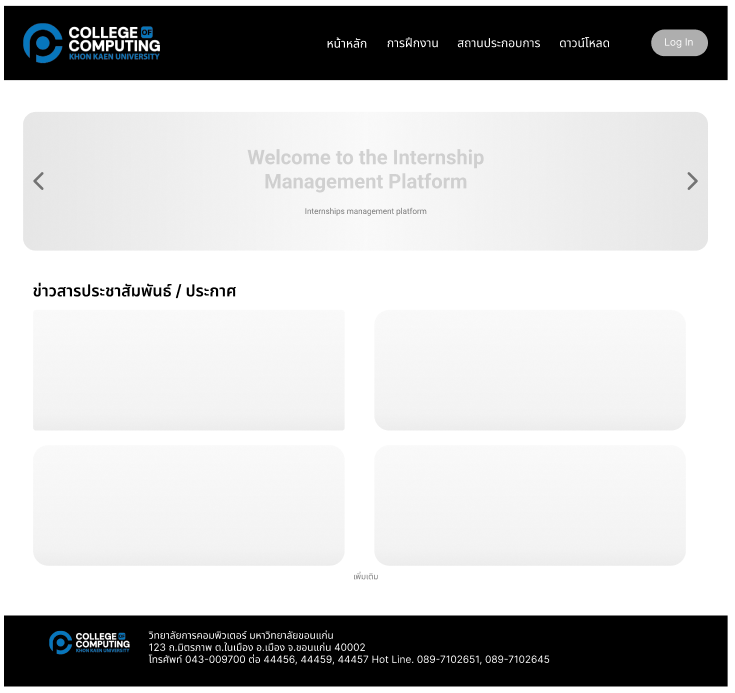 COLLEGE OF
COMPUTING
KHON KAEN UNIVERSITY
หน้าหลัก การฝึกงาน สถานประกอบการ ดาวน์โหลด Log In
Welcome to the Internship
Management Platform
Internships management platform
ข่าวสารประชาสัมพันธ์ / ประกาศ
เพิ่มเติม
COLLEGE OF
COMPUTING
KHON KAEN UNIVERSITY
วิทยาลัยการคอมพิวเตอร์ มหาวิทยาลัยขอนแก่น
123 ถ.มิตรภาพ ต.ในเมือง อ.เมือง จ.ขอนแก่น 40002
โทรศัพท์ 043-009700 ต่อ 44456, 44459, 44457 Hot Line. 089-7102651, 089-7102645